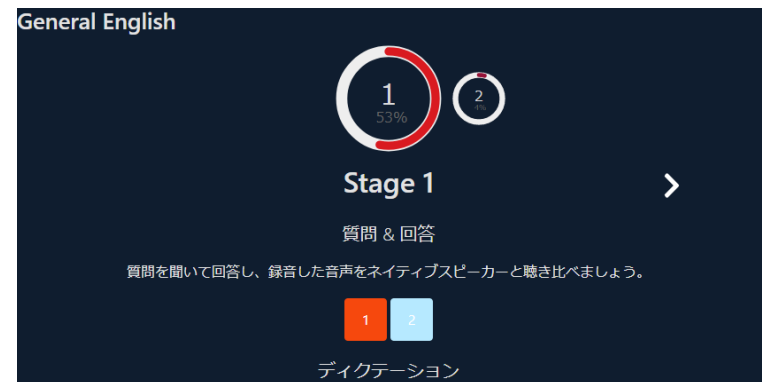 General English
1
53%
2
4%
Stage 1
質問 & 回答
質問を聞いて回答し、録音した音声をネイティブスピーカーと聴き比べましょう。
1
2
ディクテーション